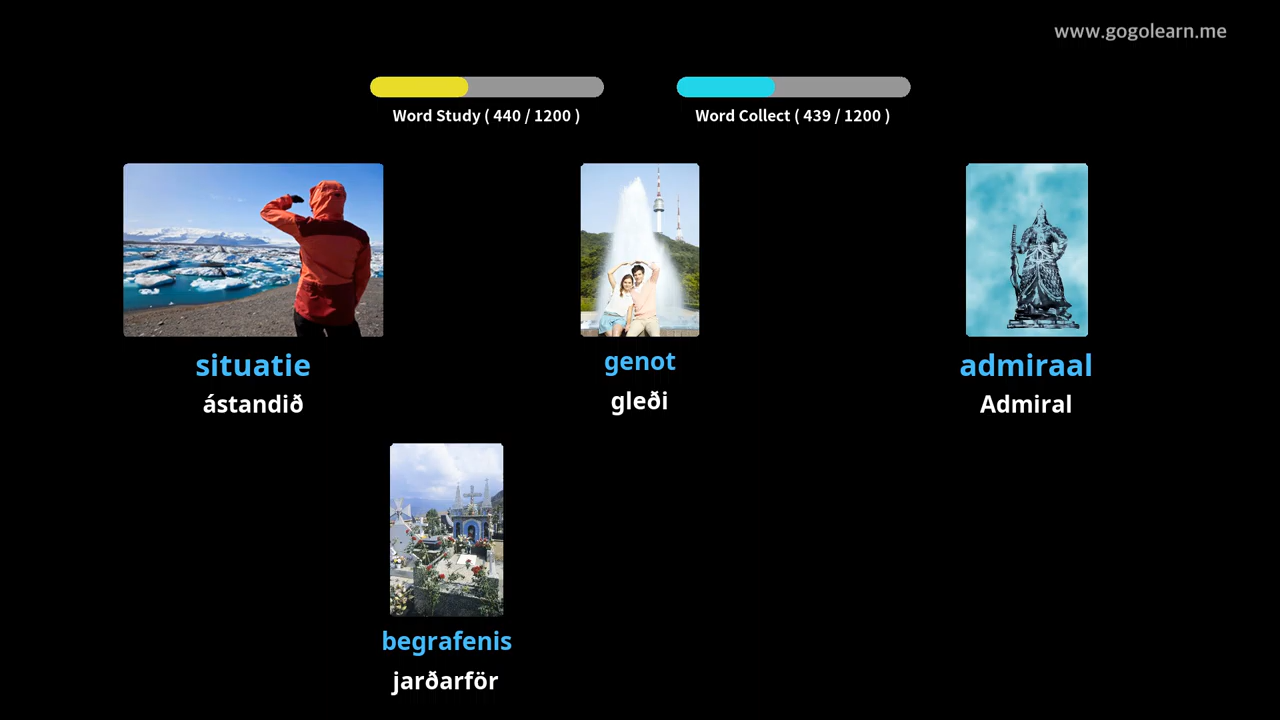 www.gogolearn.me
Word Study ( 440 / 1200 )
Word Collect ( 439 / 1200 )
situatie
ástandið
genot
gleði
admiraal
Admiral
begrafenis
jarðarför